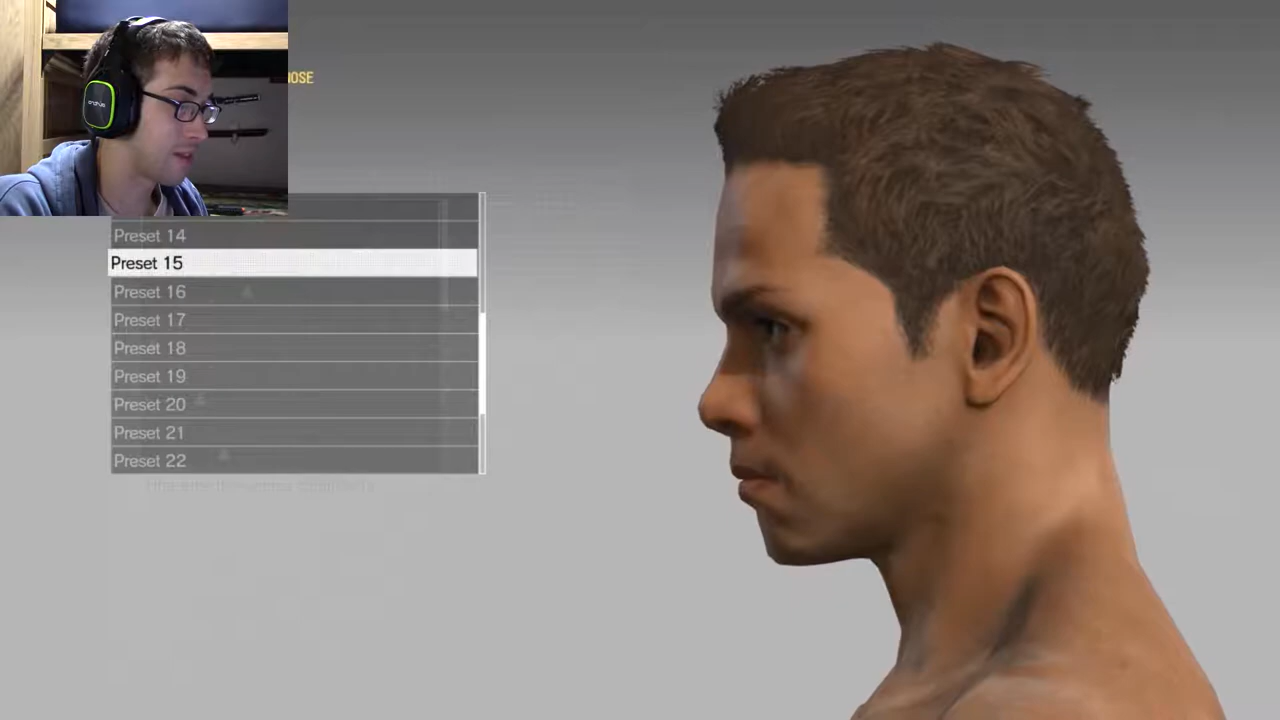 OSE
Preset 14
Preset 15
Preset 16
Preset 17
Preset 18
Preset 19
Preset 20
Preset 21
Preset 22